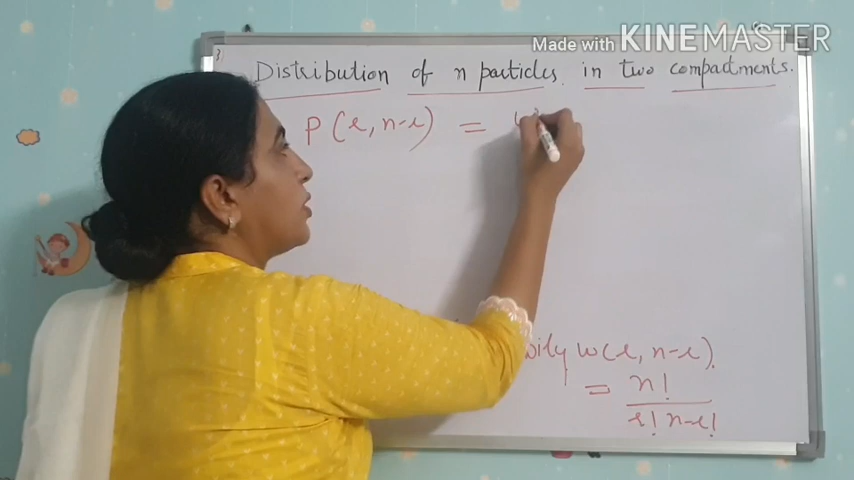 Made with KINEMASTER
Distribution of n particles in two compartments.
P(r, n-r) = W
W(r, n-r).
= n!
r! n-r!